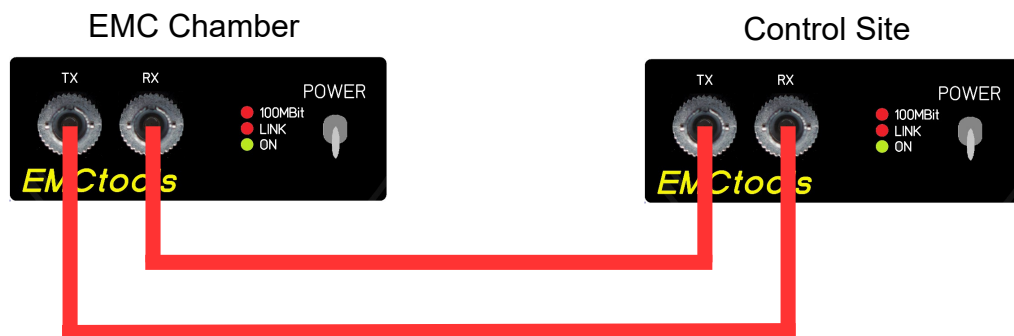 EMC Chamber
TX
RX
POWER
100MBit
LINK
ON
EMCtools
Control Site
TX
RX
POWER
100MBit
LINK
ON
EMCtools